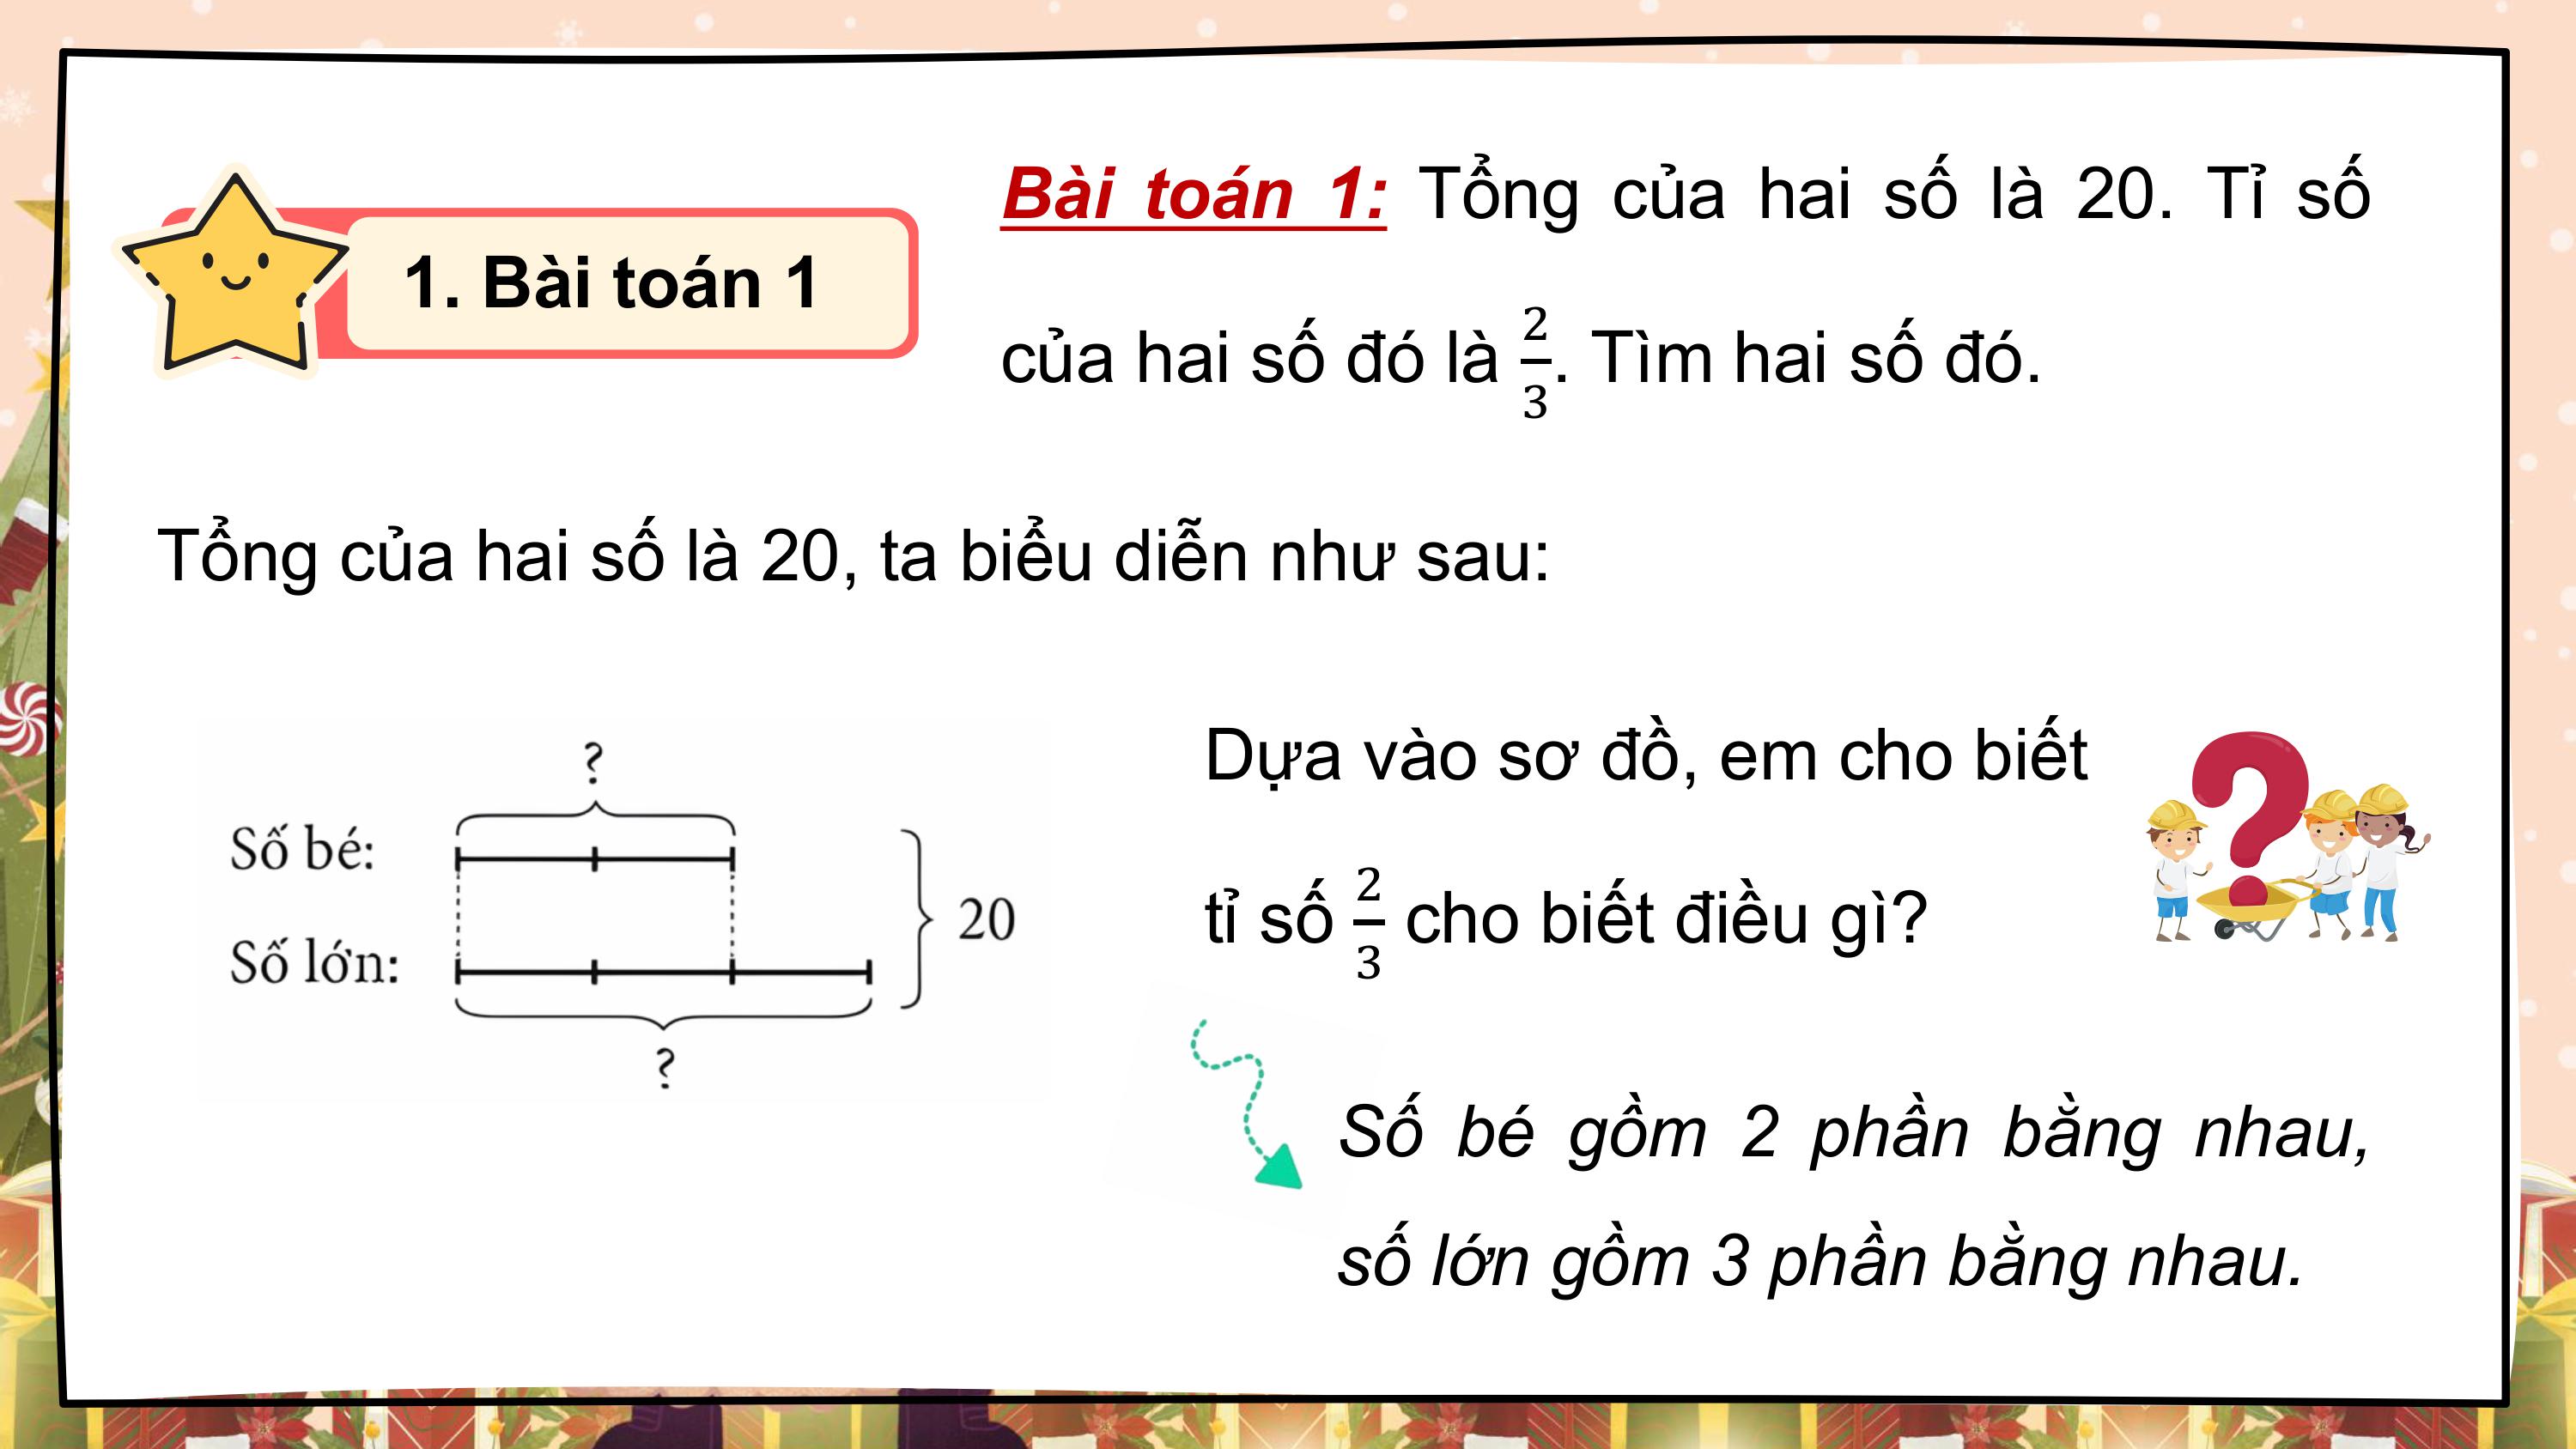 1. Bài toán 1
Bài toán 1: Tổng của hai số là 20. Tỉ số
của hai số đó là 2/3. Tìm hai số đó.
Tổng của hai số là 20, ta biểu diễn như sau:
?
Số bé:
20
Số lớn:
?
Dựa vào sơ đồ, em cho biết
tỉ số 2/3 cho biết điều gì?
Số bé gồm 2 phần bằng nhau,
số lớn gồm 3 phần bằng nhau.